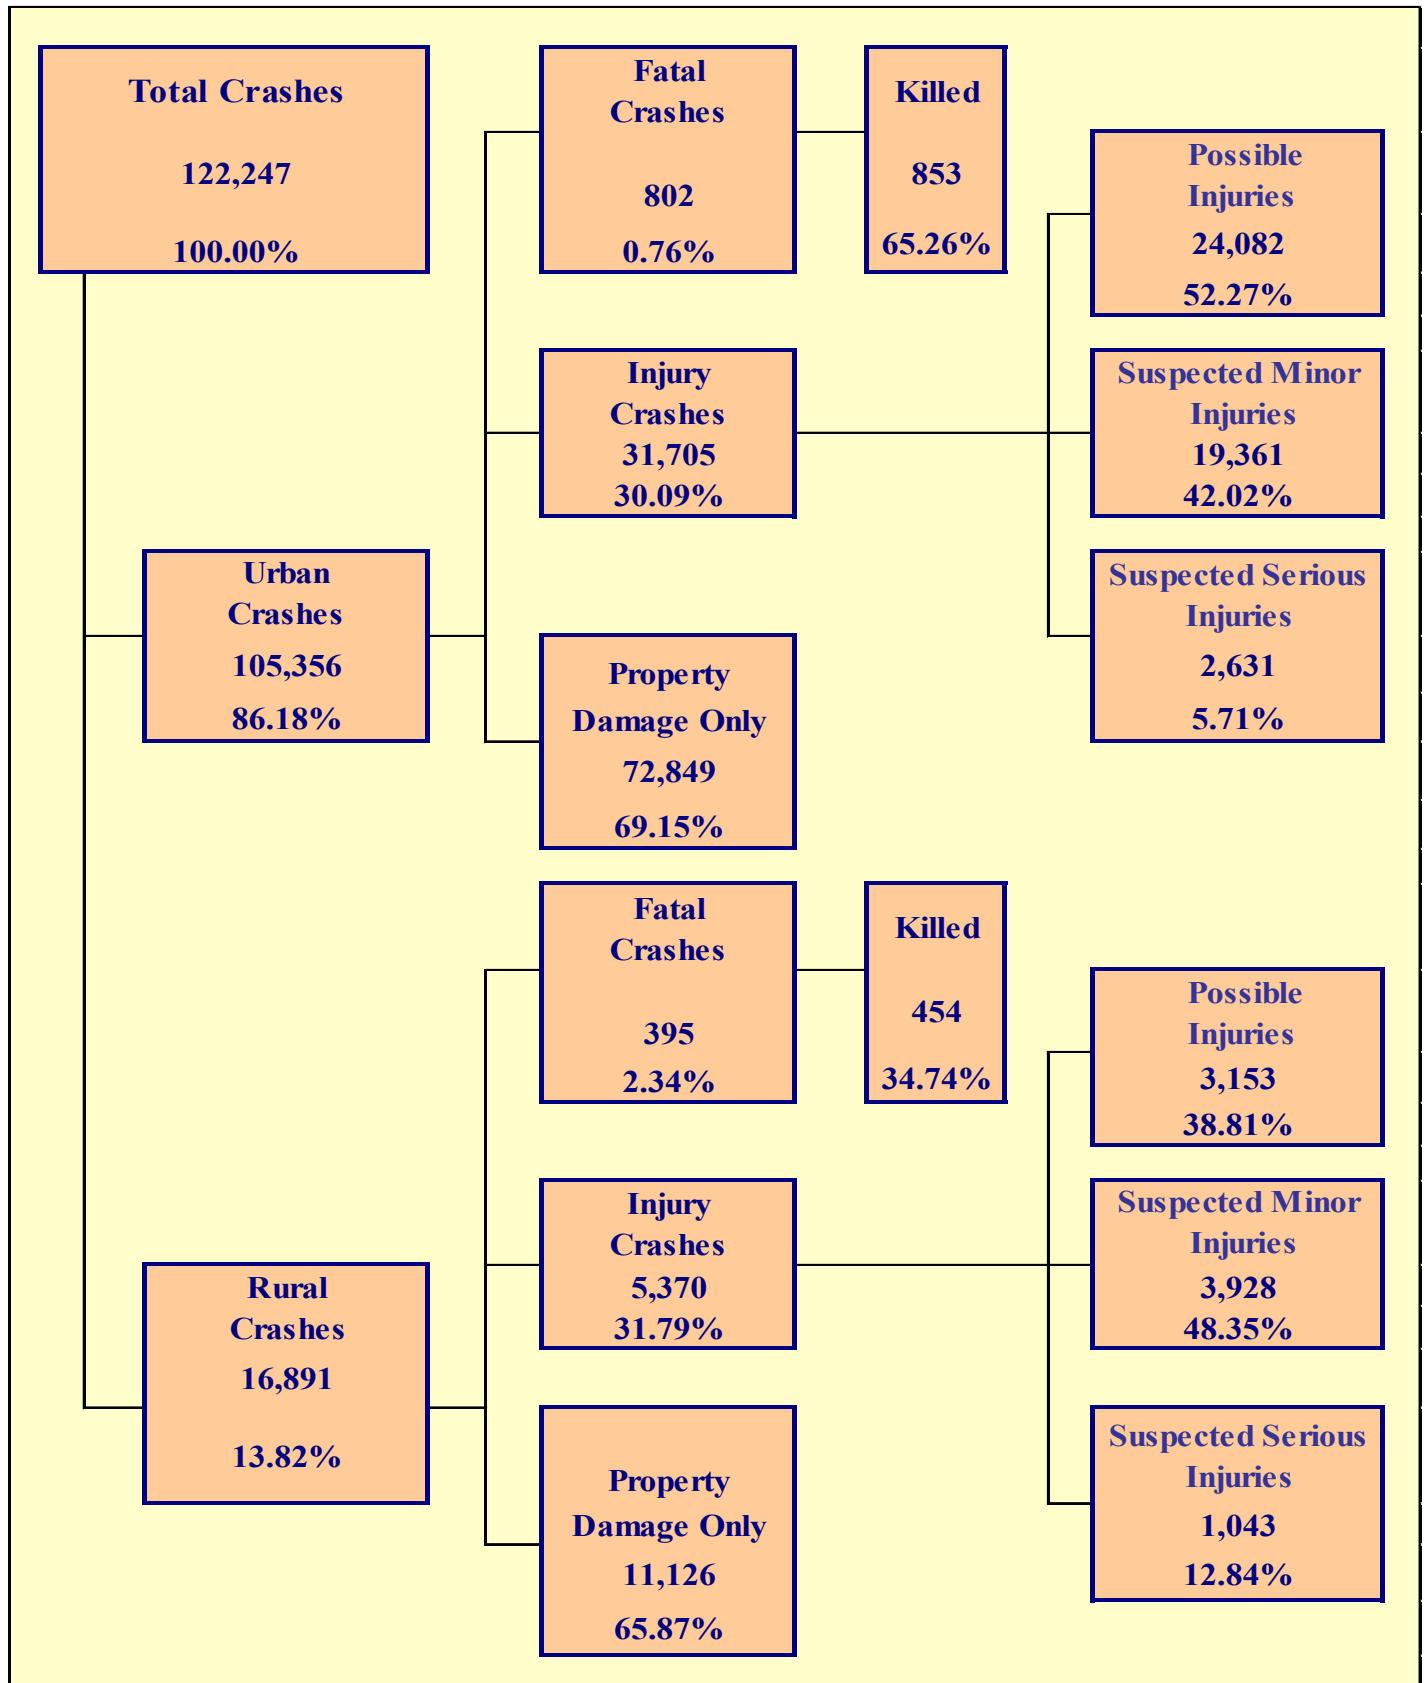 Total Crashes
122,247
100.00%
Fatal
Crashes
802
0.76%
Killed
853
65.26%
Possible
Injuries
24,082
52.27%
Injury
Crashes
31,705
30.09%
Suspected Minor
Injuries
19,361
42.02%
Urban
Crashes
105,356
86.18%
Suspected Serious
Injuries
2,631
5.71%
Property
Damage Only
72,849
69.15%
Fatal
Crashes
395
2.34%
Killed
454
34.74%
Possible
Injuries
3,153
38.81%
Injury
Crashes
5,370
31.79%
Suspected Minor
Injuries
3,928
48.35%
Rural
Crashes
16,891
13.82%
Suspected Serious
Injuries
1,043
12.84%
Property
Damage Only
11,126
65.87%